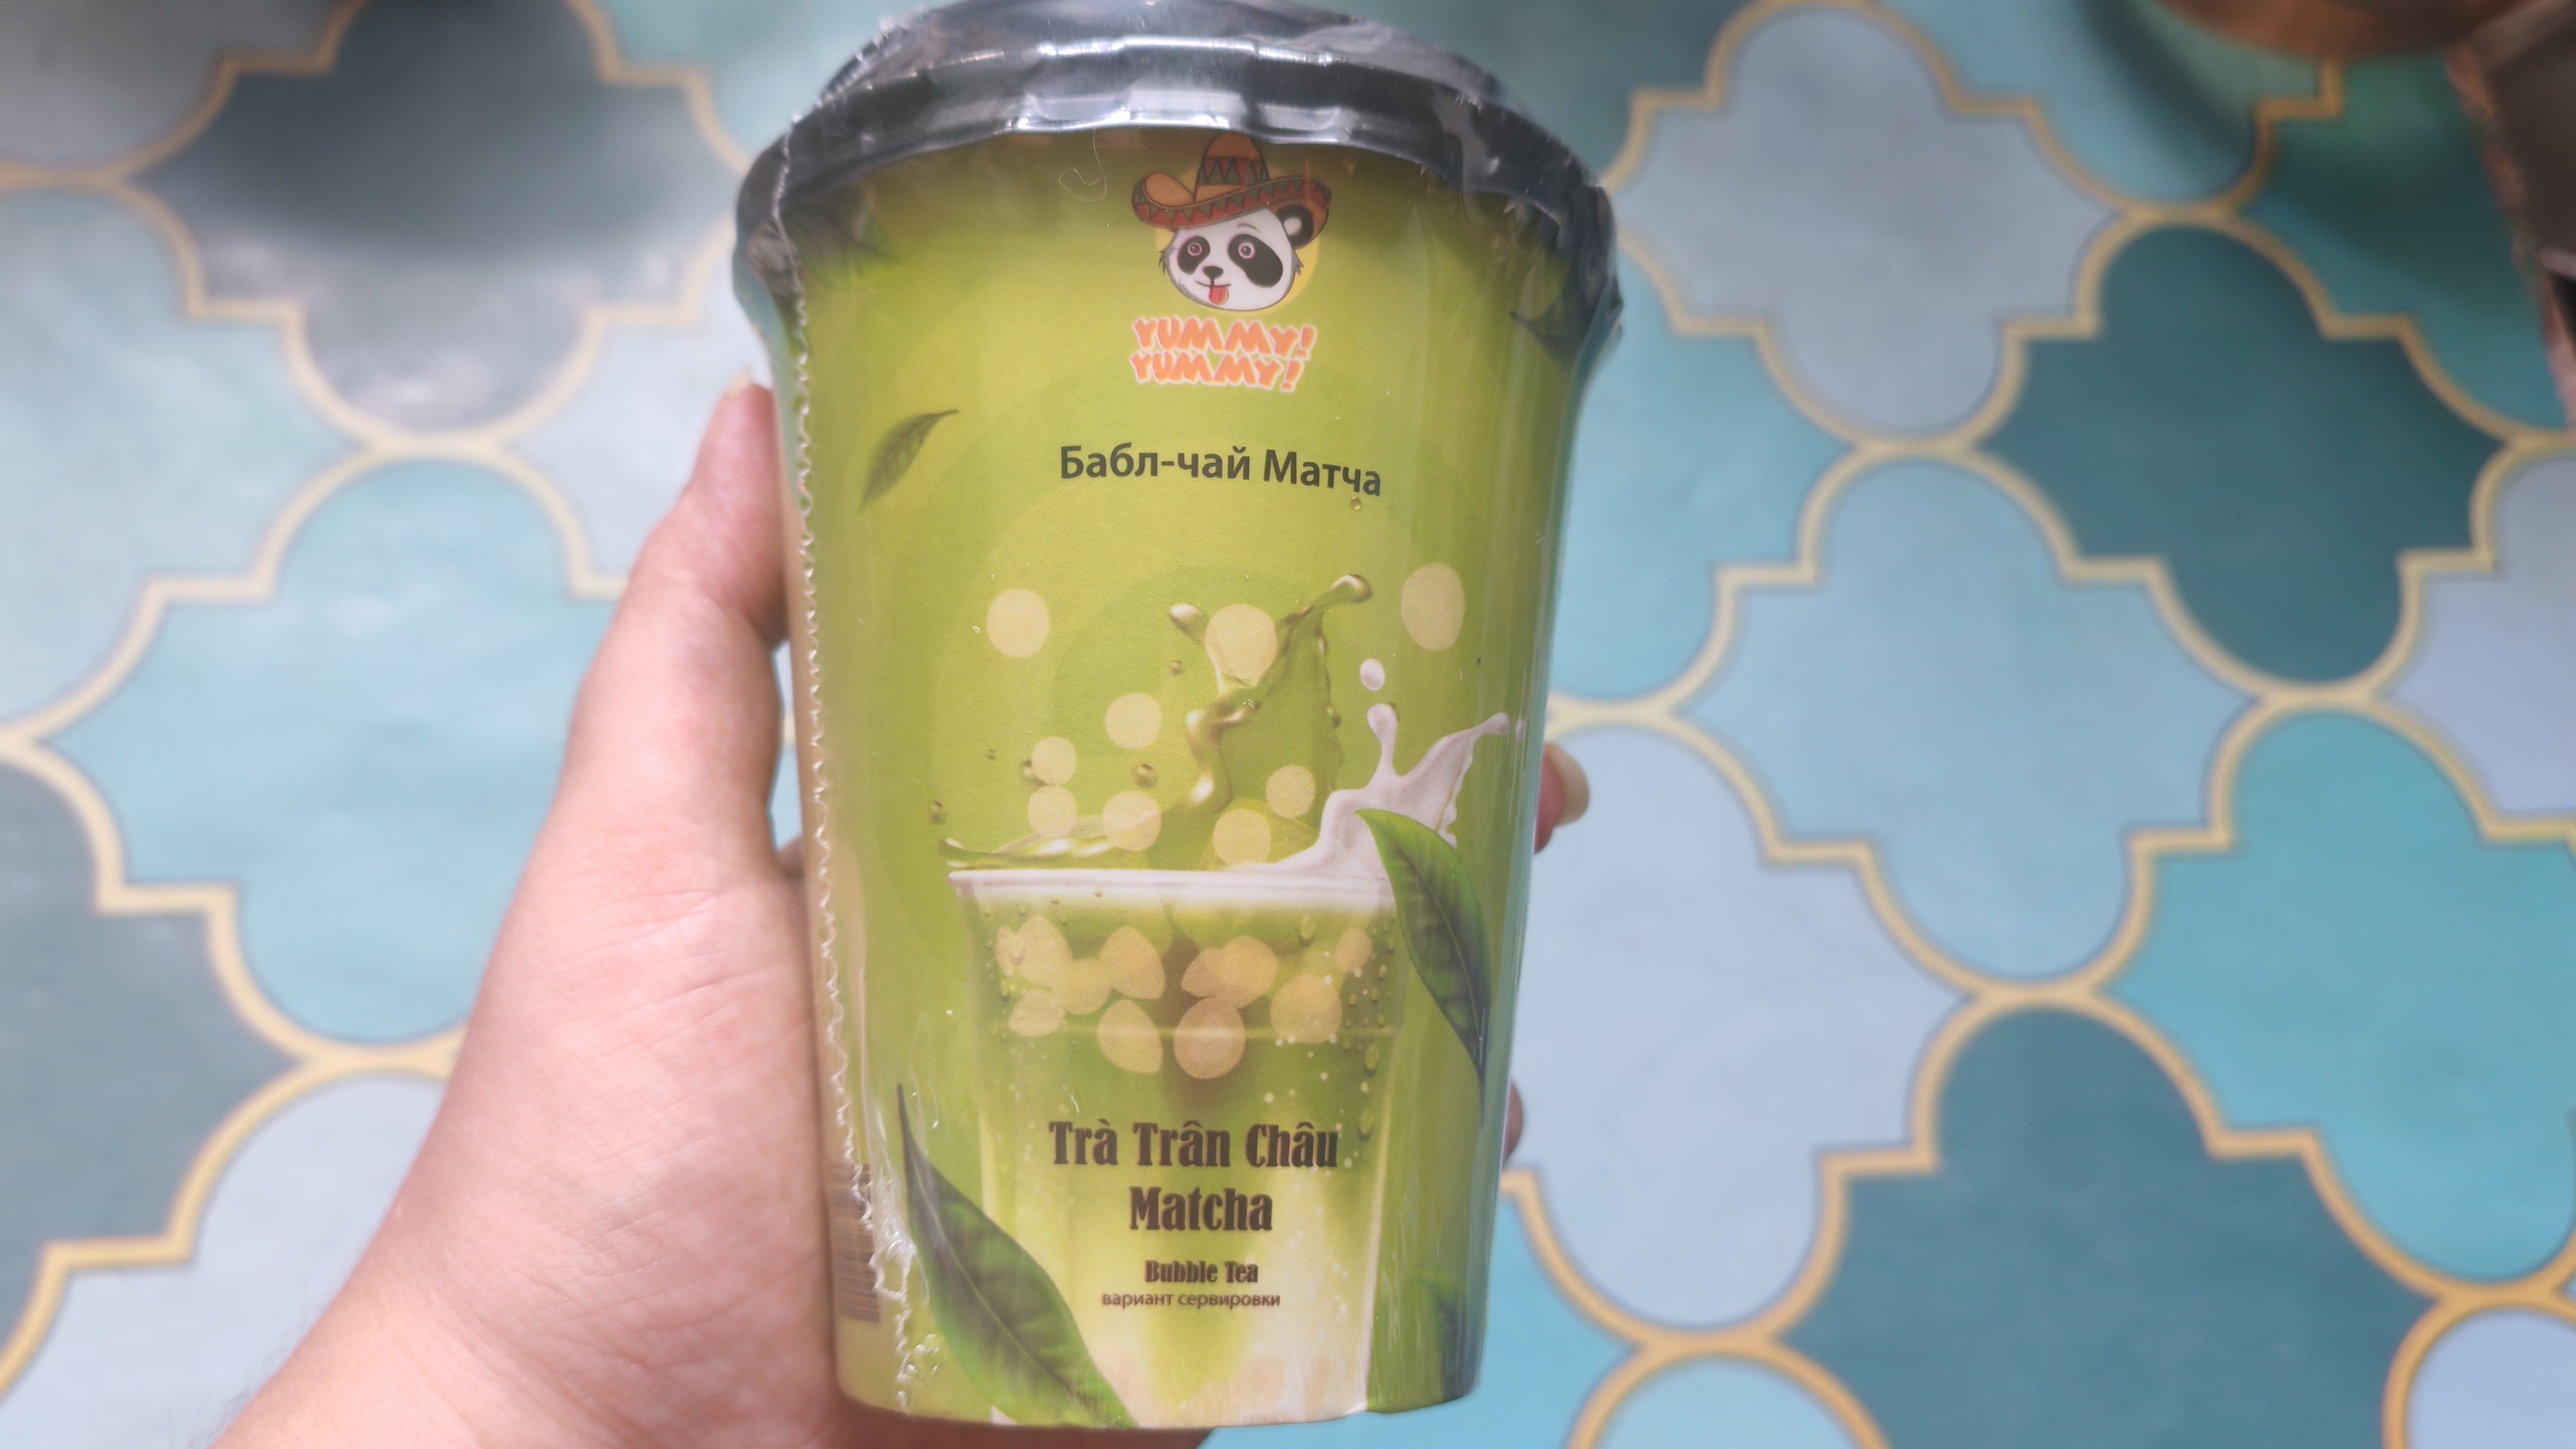 YUMMY!
YUMMY!
Бабл-чай Матча
Trà Trân Châu
Matcha
Bubble Tea
вариант сервировки